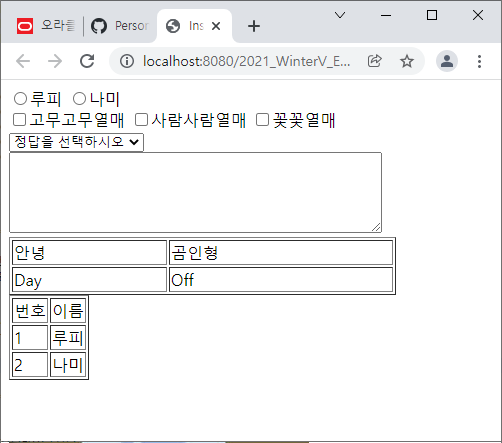 오라클
Person
Ins
localhost:8080/2021_WinterV_E...
루피 나미
고무고무열매 사람사람열매 꽃꽃열매
정답을 선택하시오
안녕 곰인형
Day Off
번호 이름
1 루피
2 나미